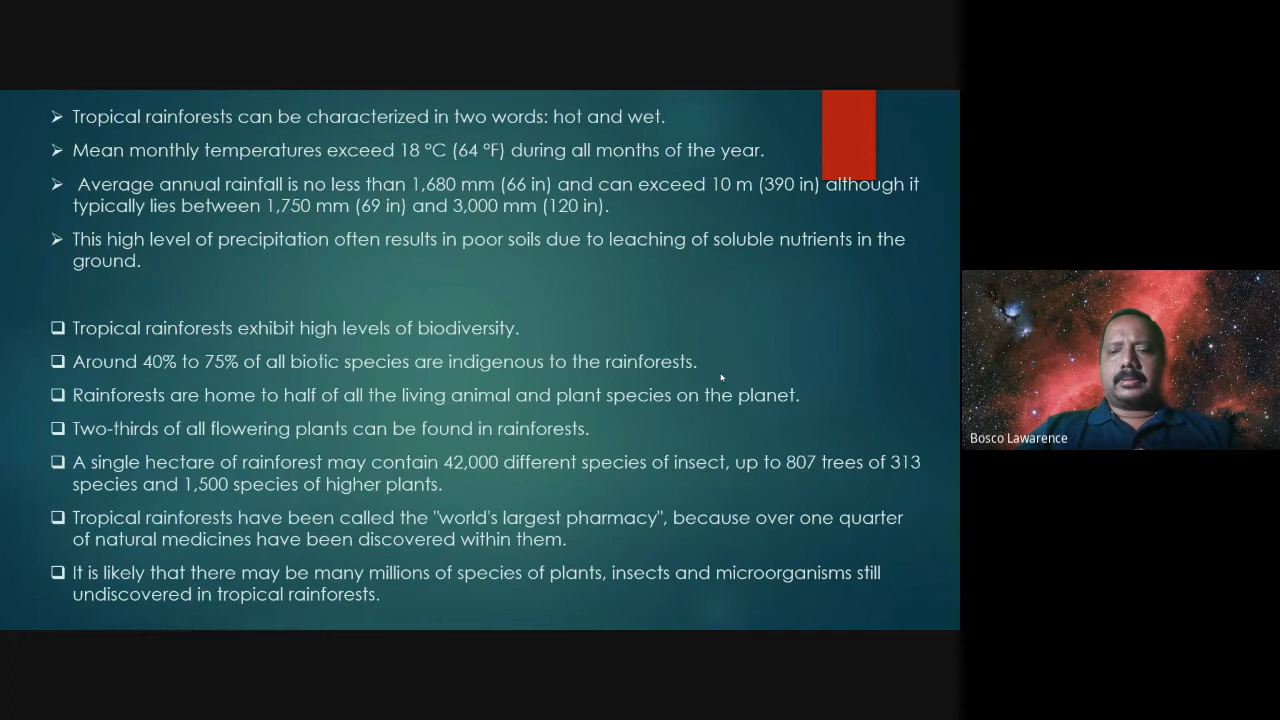 Tropical rainforests can be characterized in two words: hot and wet.
Mean monthly temperatures exceed 18 °C (64 °F) during all months of the year.
Average annual rainfall is no less than 1,680 mm (66 in) and can exceed 10 m (390 in) although it
typically lies between 1,750 mm (69 in) and 3,000 mm (120 in).
This high level of precipitation often results in poor soils due to leaching of soluble nutrients in the
ground.
Tropical rainforests exhibit high levels of biodiversity.
Around 40% to 75% of all biotic species are indigenous to the rainforests.
Rainforests are home to half of all the living animal and plant species on the planet.
Two-thirds of all flowering plants can be found in rainforests.
A single hectare of rainforest may contain 42,000 different species of insect, up to 807 trees of 313
species and 1,500 species of higher plants.
Tropical rainforests have been called the "world's largest pharmacy", because over one quarter
of natural medicines have been discovered within them.
It is likely that there may be many millions of species of plants, insects and microorganisms still
undiscovered in tropical rainforests.
Bosco Lawarence